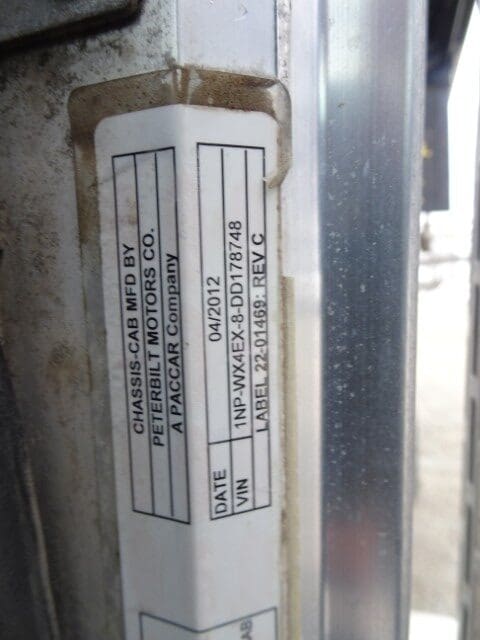 CHASSIS-CAB MFD BY
PETERBILT MOTORS CO.
A PACCAR Company
DATE 04/2012
VIN 1NP-WX4EX-8-DD178748
LABEL 22-01469: REV C
AB